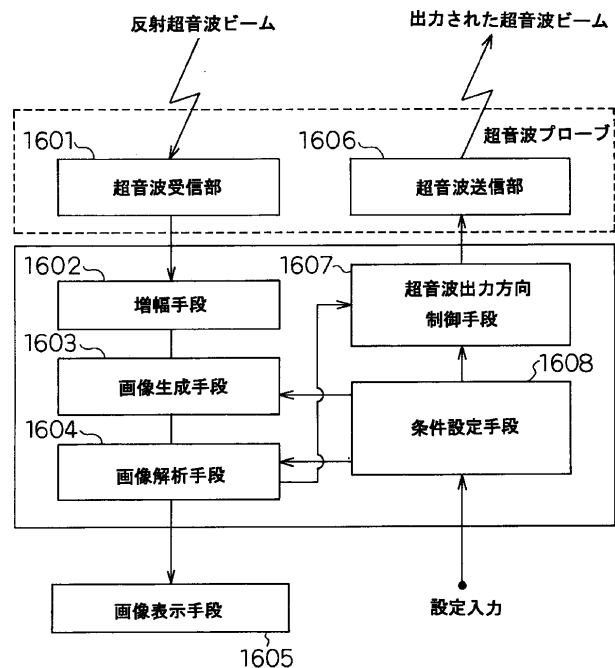 反射超音波ビーム
出力された超音波ビーム
超音波プローブ
1601
超音波受信部
1606
超音波送信部
1602
増幅手段
1607
超音波出力方向
制御手段
1603
画像生成手段
1608
条件設定手段
1604
画像解析手段
画像表示手段
1605
設定入力